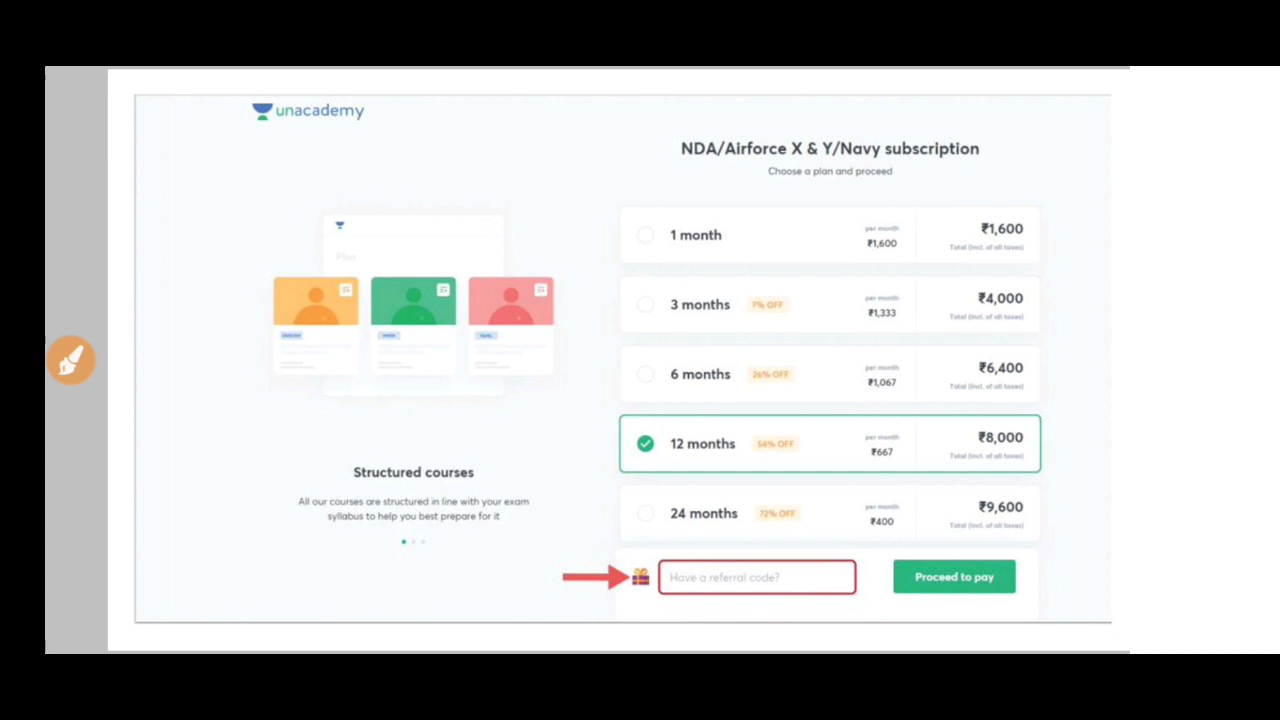 unacademy
NDA/Airforce X & Y/Navy subscription
Choose a plan and proceed
1 month
per month
₹1,600
₹1,600
Total (Incl. of all taxes)
Plus
3 months
7% OFF
per month
₹1,333
₹4,000
Total (Incl. of all taxes)
ENGLISH
HINDI
TAMIL
6 months
26% OFF
per month
₹1,067
₹6,400
Total (Incl. of all taxes)
12 months
54% OFF
per month
₹667
₹8,000
Total (Incl. of all taxes)
Structured courses
All our courses are structured in line with your exam
syllabus to help you best prepare for it
24 months
72% OFF
per month
₹400
₹9,600
Total (Incl. of all taxes)
Have a referral code?
Proceed to pay